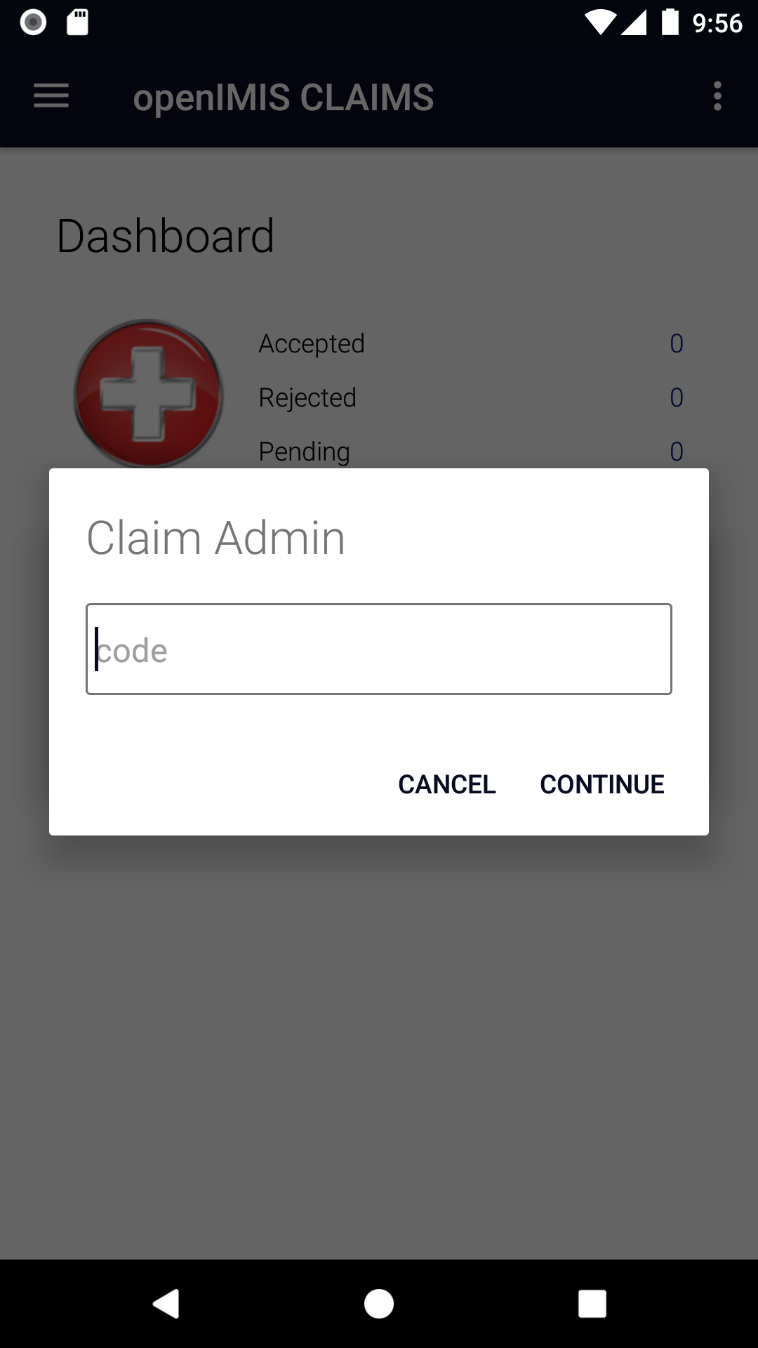 9:56
openIMIS CLAIMS
Dashboard
Accepted 0
Rejected 0
Pending 0
Claim Admin
code
CANCEL CONTINUE